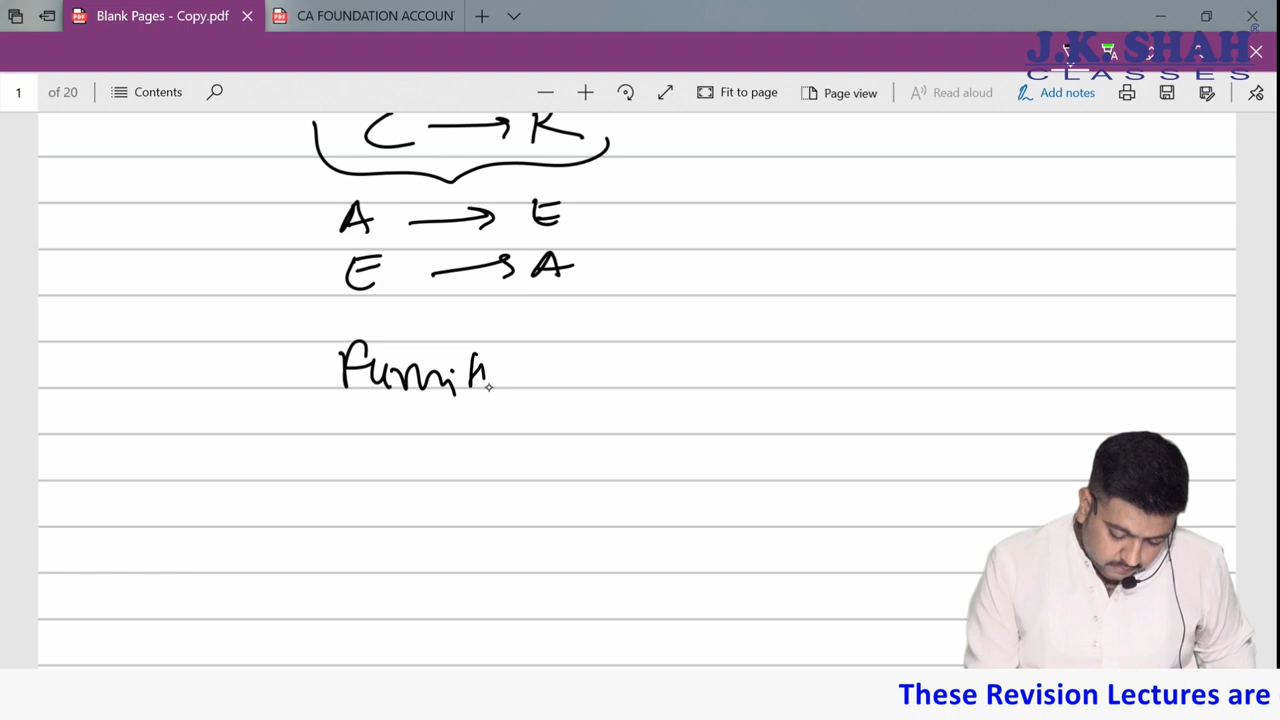 Blank Pages - Copy.pdf
CA FOUNDATION ACCOUN
J.K. SHAH®
CLASSES
1 of 20
Contents
Fit to page
Page view
Read aloud
Add notes
C → R
A → E
E → A
Furnit
These Revision Lectures are